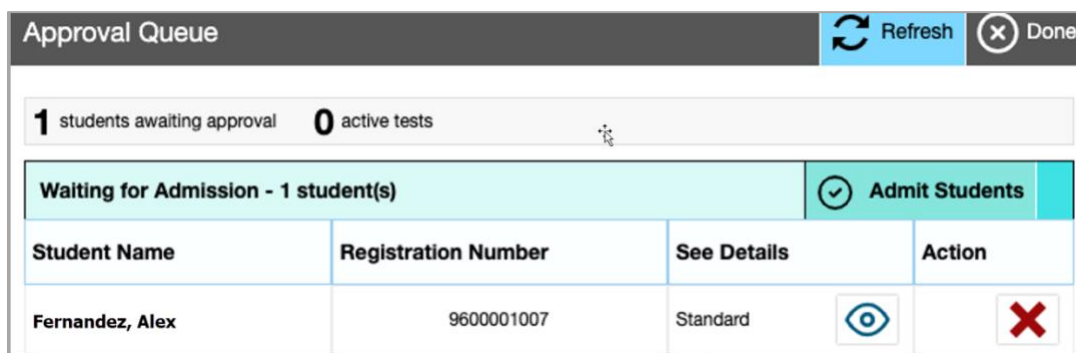 Approval Queue Refresh Done
1 students awaiting approval 0 active tests
Waiting for Admission - 1 student(s) Admit Students
Student Name Registration Number See Details Action
Fernandez, Alex 9600001007 Standard